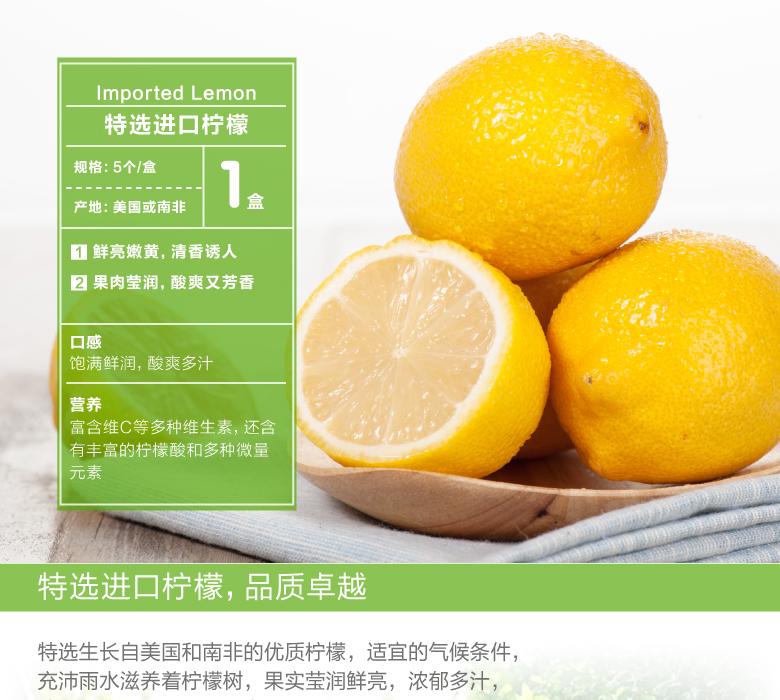 Imported Lemon
特选进口柠檬
规格: 5个/盒
产地: 美国或南非
1盒
1 鲜亮嫩黄, 清香诱人
2 果肉莹润, 酸爽又芳香
口感
饱满鲜润, 酸爽多汁
营养
富含维C等多种维生素, 还含
有丰富的柠檬酸和多种微量
元素
特选进口柠檬, 品质卓越
特选生长自美国和南非的优质柠檬，适宜的气候条件，
充沛雨水滋养着柠檬树，果实莹润鲜亮，浓郁多汁，